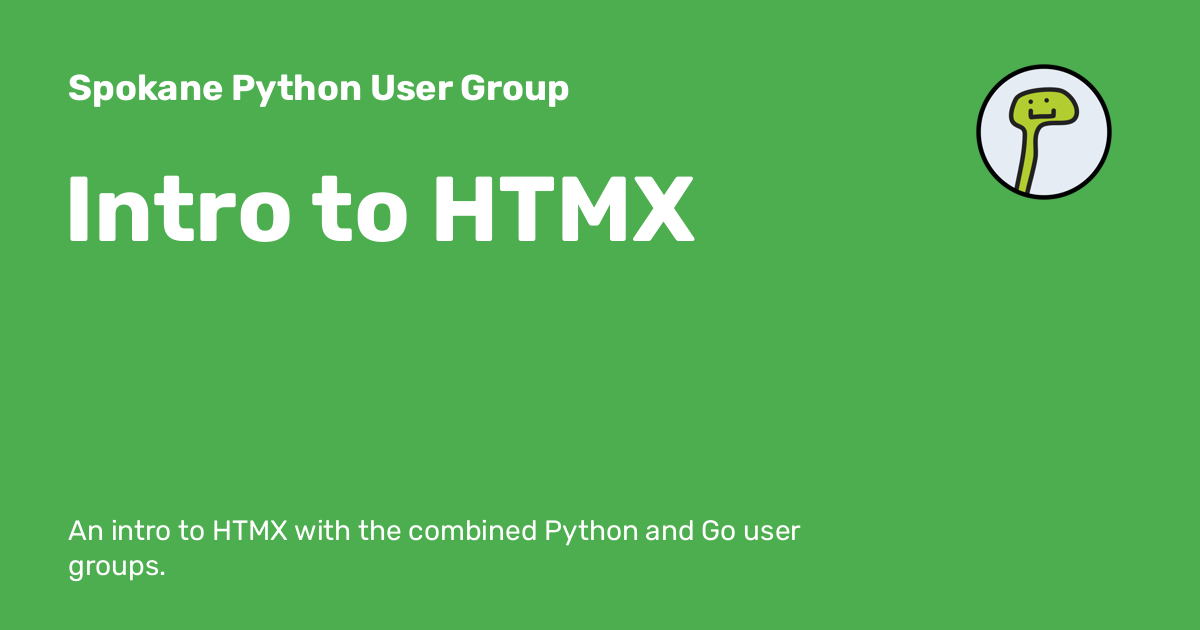 Spokane Python User Group
Intro to HTMX
An intro to HTMX with the combined Python and Go user
groups.